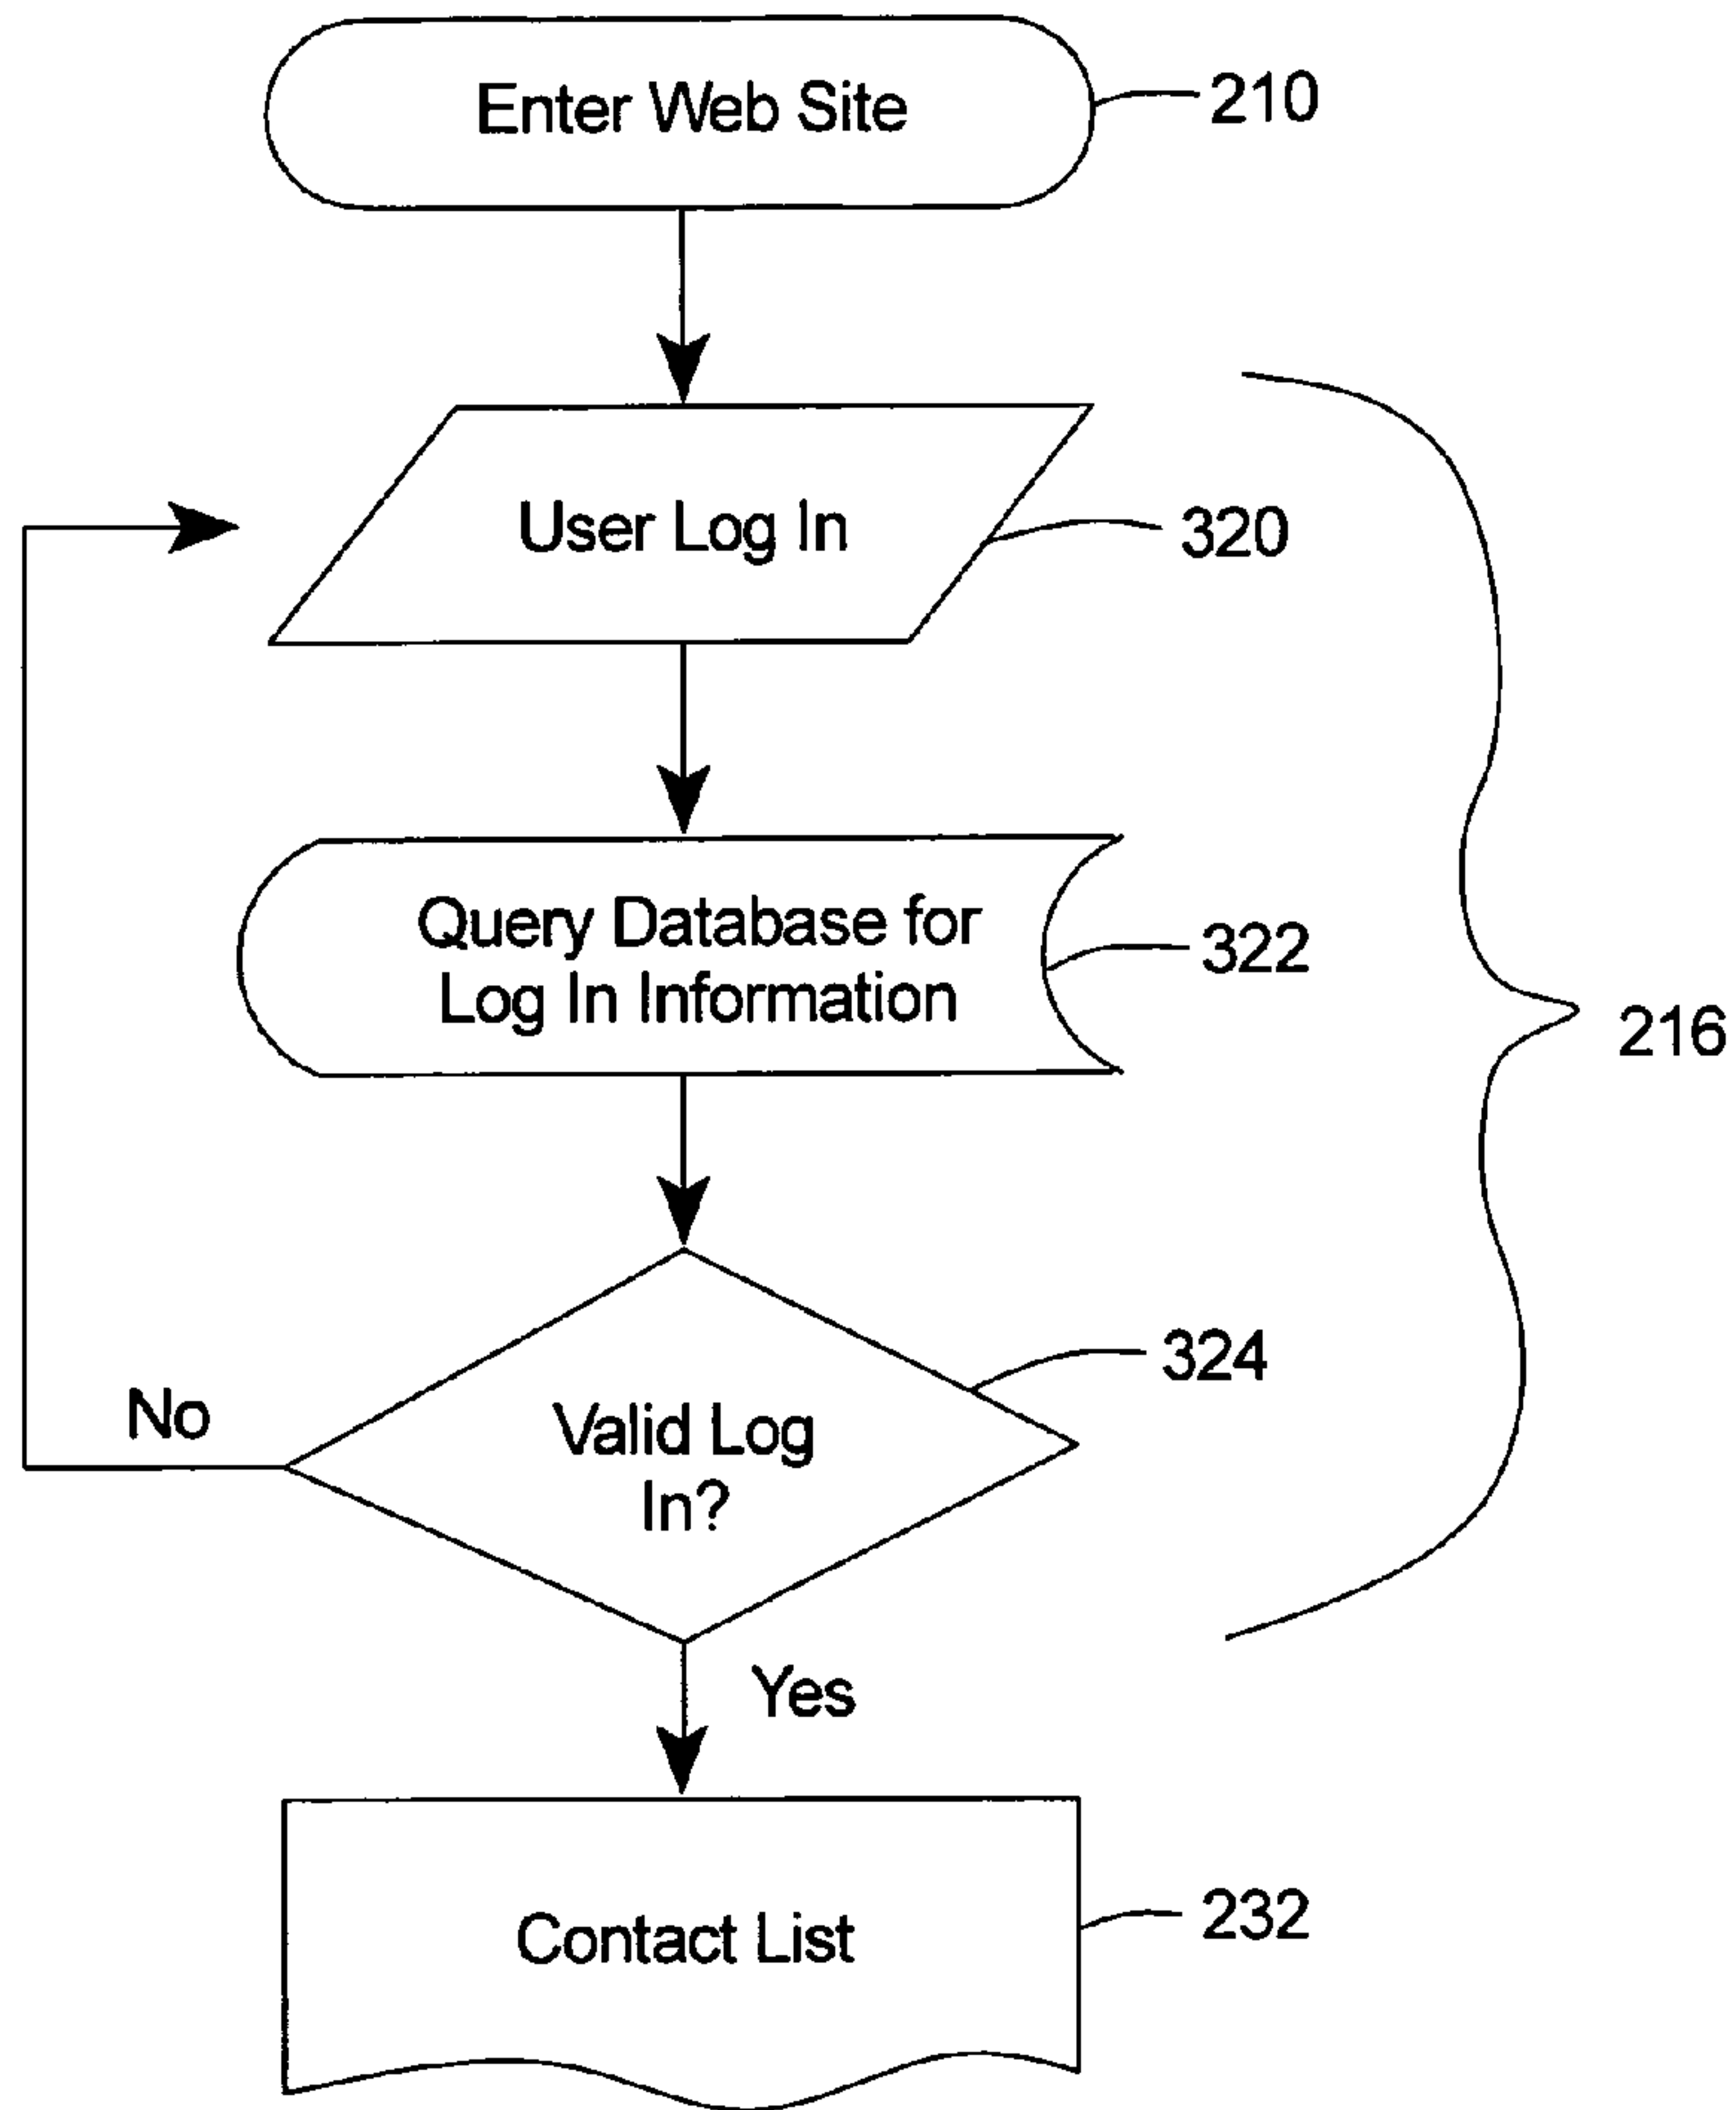 Enter Web Site
210
User Log In
320
Query Database for
Log In Information
322
216
324
No
Valid Log
In?
Yes
Contact List
232